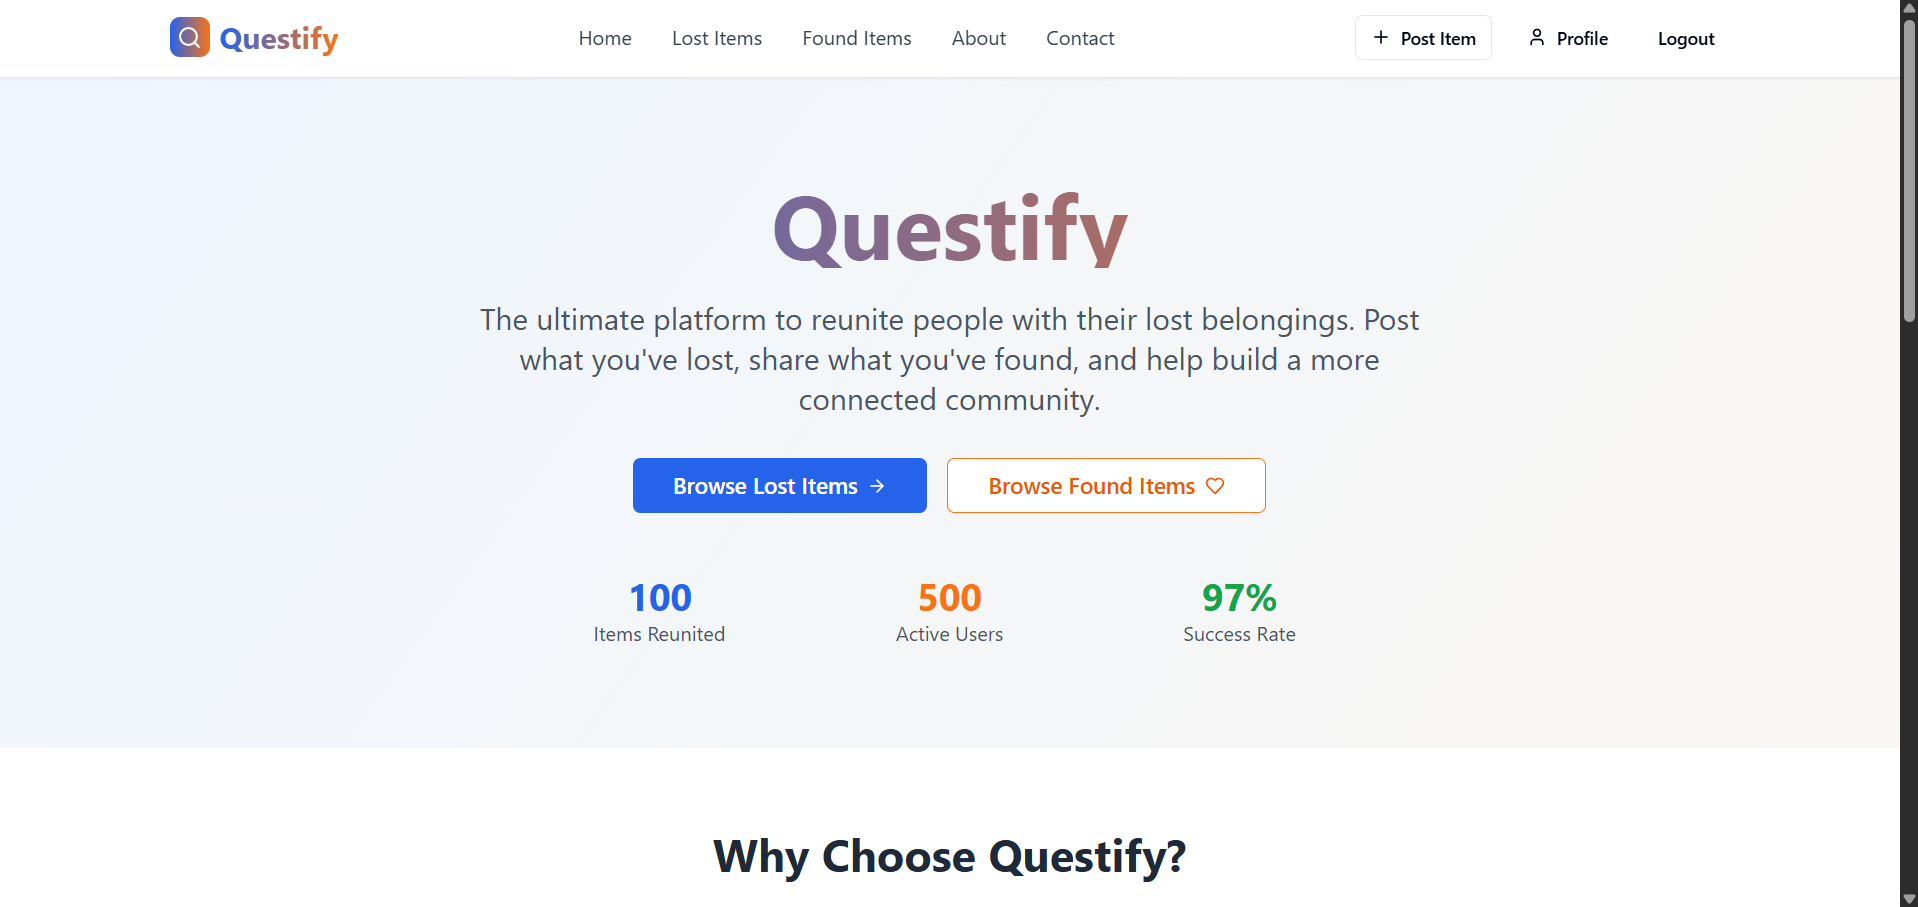 Questify
Home
Lost Items
Found Items
About
Contact
Post Item
Profile
Logout
Questify
The ultimate platform to reunite people with their lost belongings. Post
what you've lost, share what you've found, and help build a more
connected community.
Browse Lost Items
Browse Found Items
100
Items Reunited
500
Active Users
97%
Success Rate
Why Choose Questify?